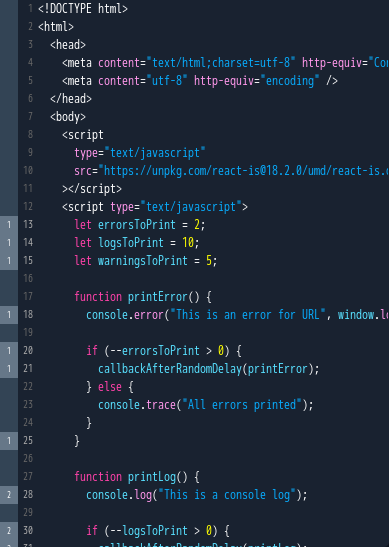 1 <!DOCTYPE html>
2 <html>
3 <head>
4 <meta content="text/html;charset=utf-8" http-equiv="Co
5 <meta content="utf-8" http-equiv="encoding" />
6 </head>
7 <body>
8 <script
9 type="text/javascript"
10 src="https://unpkg.com/react-is@18.2.0/umd/react-is.
11 ></script>
12 <script type="text/javascript">
1 13 let errorsToPrint = 2;
1 14 let logsToPrint = 10;
1 15 let warningsToPrint = 5;
16
17 function printError() {
1 18 console.error("This is an error for URL", window.lo
19
1 20 if (--errorsToPrint > 0) {
1 21 callbackAfterRandomDelay(printError);
22 } else {
23 console.trace("All errors printed");
24 }
1 25 }
26
27 function printLog() {
2 28 console.log("This is a console log");
29
2 30 if (--logsToPrint > 0) {